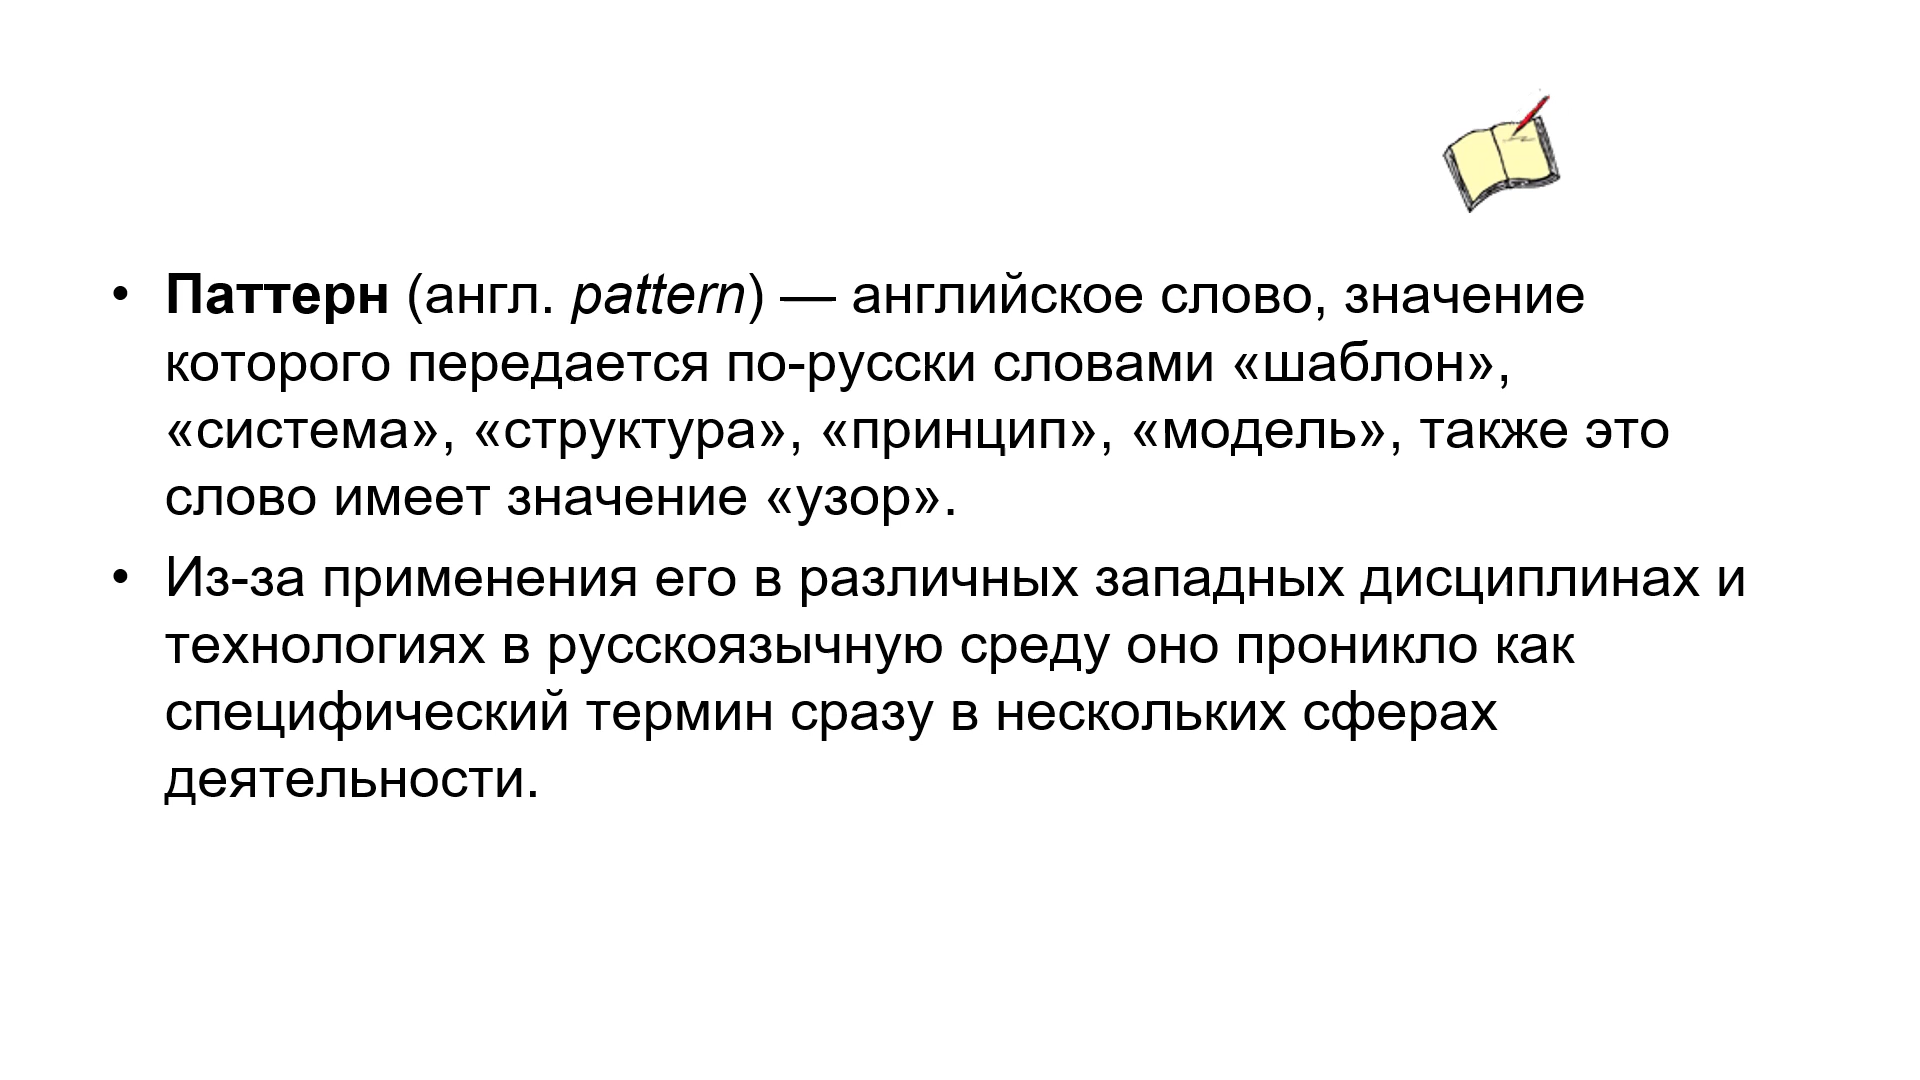 • Паттерн (англ. pattern) — английское слово, значение
которого передается по-русски словами «шаблон»,
«система», «структура», «принцип», «модель», также это
слово имеет значение «узор».
• Из-за применения его в различных западных дисциплинах и
технологиях в русскоязычную среду оно проникло как
специфический термин сразу в нескольких сферах
деятельности.